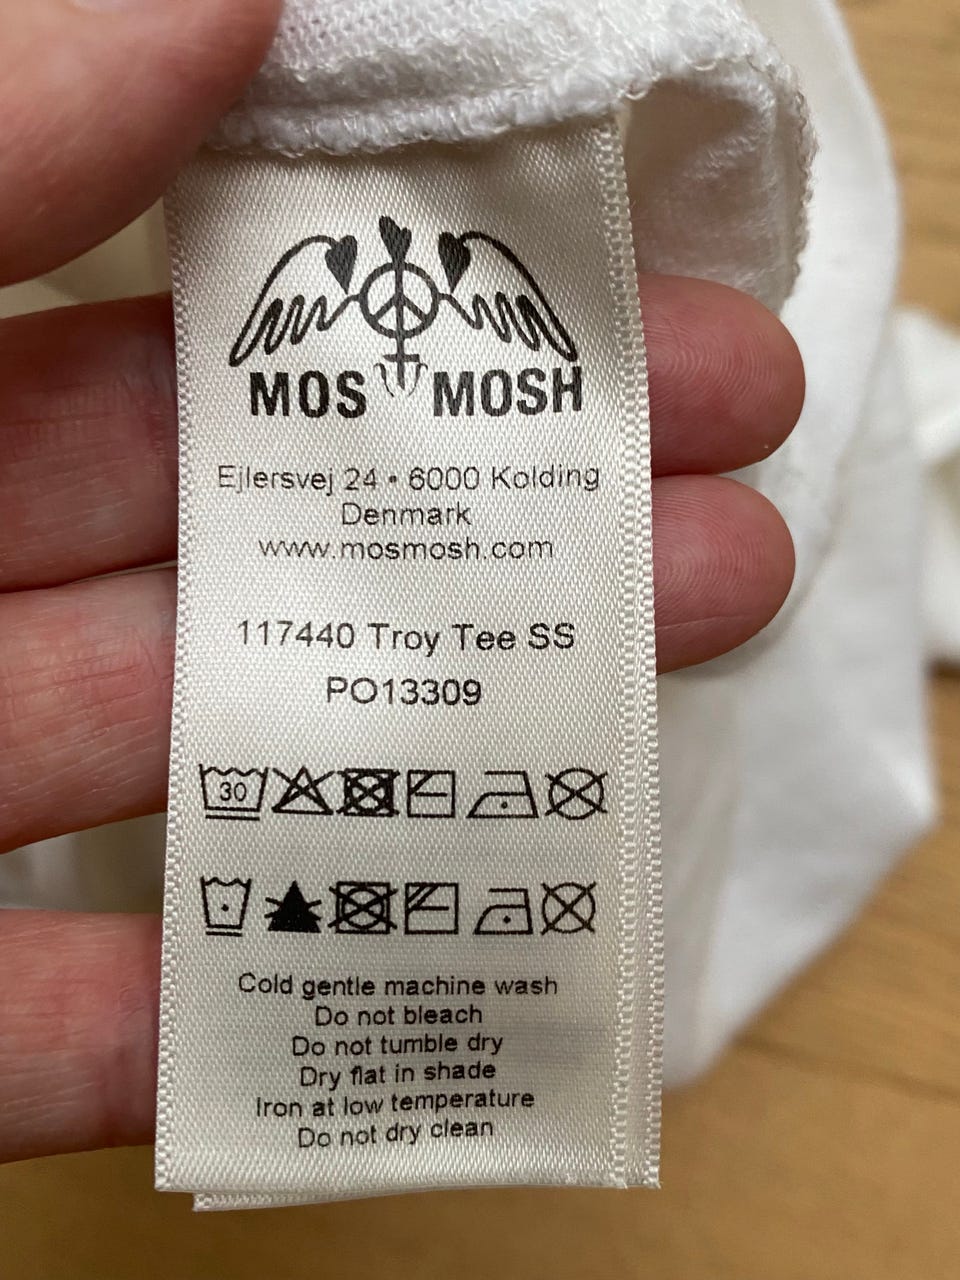 MOS MOSH
Ejlersvej 24 • 6000 Kolding
Denmark
www.mosmosh.com
117440 Troy Tee SS
PO13309
30
Cold gentle machine wash
Do not bleach
Do not tumble dry
Dry flat in shade
Iron at low temperature
Do not dry clean